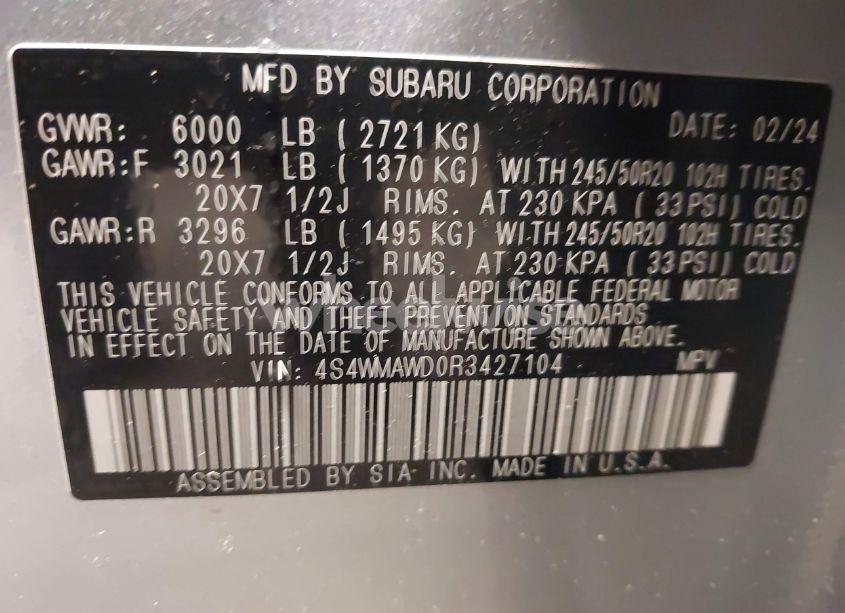 MFD BY SUBARU CORPORATION
GVWR: 6000 LB ( 2721 KG) DATE: 02/24
GAWR:F 3021 LB ( 1370 KG) WITH 245/50R20 102H TIRES.
20X7 1/2J RIMS. AT 230 KPA ( 33 PSI) COLD
GAWR:R 3296 LB ( 1495 KG) WITH 245/50R20 102H TIRES.
20X7 1/2J RIMS. AT 230 KPA ( 33 PSI) COLD
THIS VEHICLE CONFORMS TO ALL APPLICABLE FEDERAL MOTOR
VEHICLE SAFETY AND THEFT PREVENTION STANDARDS
IN EFFECT ON THE DATE OF MANUFACTURE SHOWN ABOVE.
VIN: 4S4WMAWD0R3427104 MPV
ASSEMBLED BY SIA INC. MADE IN U.S.A.